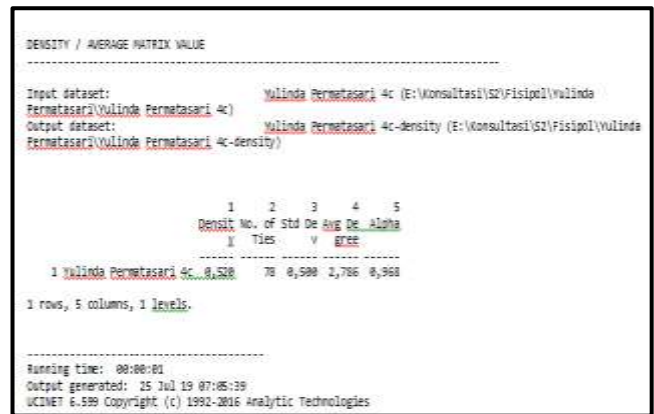 DENSITY / AVERAGE MATRIX VALUE
--------------------------------------------------------------------------------
Input dataset: Yulinda Permatasari 4c (E:\Konsultasi\S2\Fisipol\Yulinda
Permatasari\Yulinda Permatasari 4c)
Output dataset: Yulinda Permatasari 4c-density (E:\Konsultasi\S2\Fisipol\Yulinda
Permatasari\Yulinda Permatasari 4c-density)
1 2 3 4 5
Densit No. of Std De Avg De Alpha
y Ties v gree
------ ------ ------ ------ ------
1 Yulinda Permatasari 4c 0,520 78 0,500 2,786 0,968
1 rows, 5 columns, 1 levels.
----------------------------------------
Running time: 00:00:01
Output generated: 25 Jul 19 07:05:39
UCINET 6.599 Copyright (c) 1992-2016 Analytic Technologies